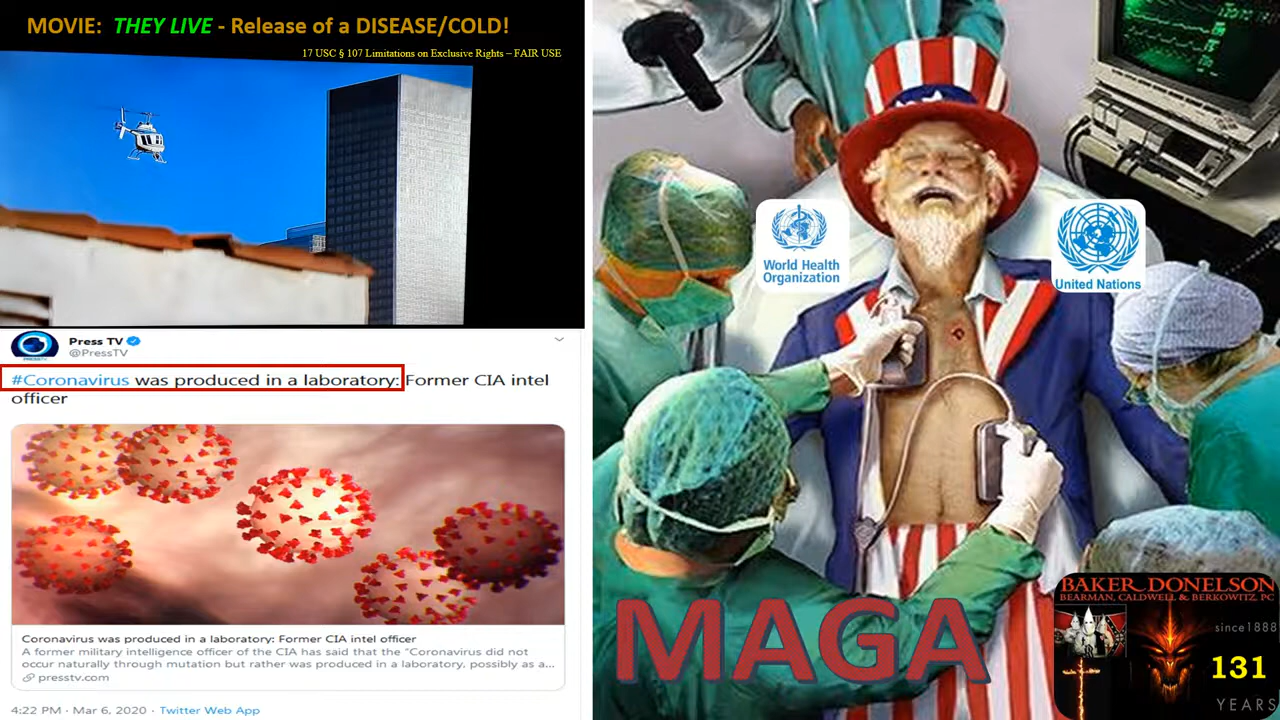 MOVIE: THEY LIVE - Release of a DISEASE/COLD!
17 USC § 107 Limitations on Exclusive Rights – FAIR USE
Press TV
@PressTV
#Coronavirus was produced in a laboratory: Former CIA intel
officer
Coronavirus was produced in a laboratory: Former CIA intel officer
A former military intelligence officer of the CIA has said that the "Coronavirus did not
occur naturally through mutation but rather was produced in a laboratory, possibly as a...
presstv.com
4:22 PM · Mar 6, 2020 · Twitter Web App
World Health
Organization
United Nations
MAGA
BAKER DONELSON
BEARMAN, CALDWELL & BERKOWITZ, PC
since1888
131
YEARS